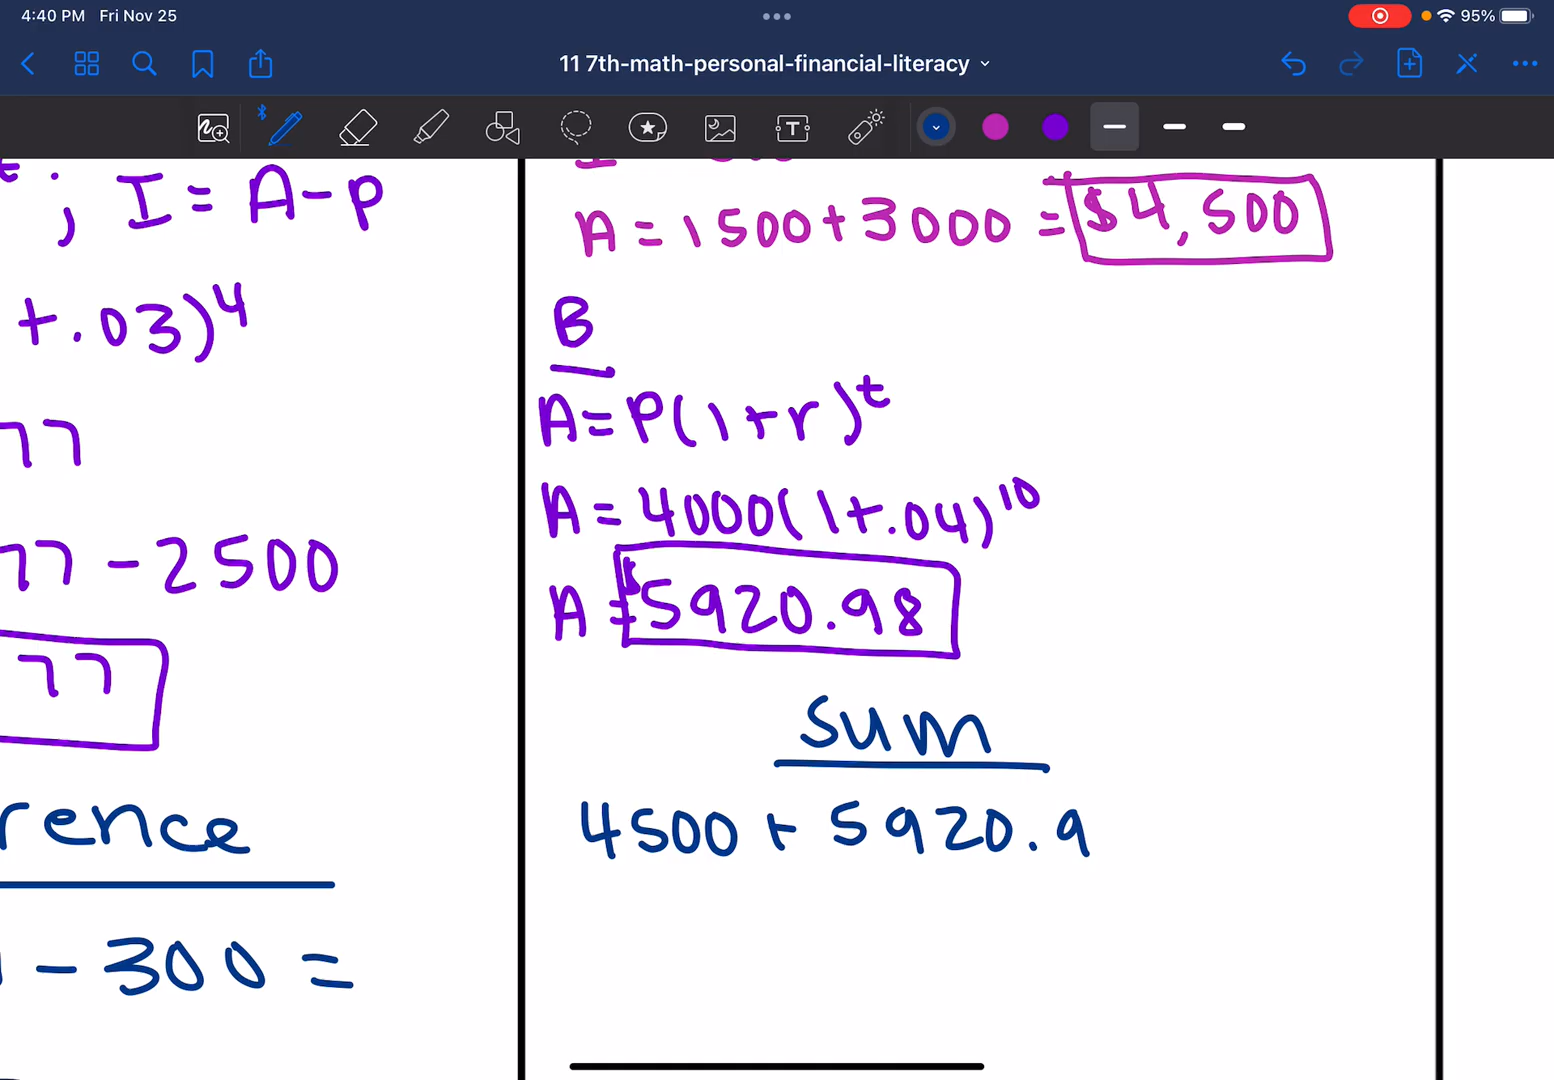 4:40 PM Fri Nov 25
95%
11 7th-math-personal-financial-literacy
T
t ; I = A - P
+ .03)^4
77
77 - 2500
77
rence
- 300 =
A = 1500 + 3000 = $4,500
B
A = P(1 + r)^t
A = 4000(1 + .04)^10
A = $5920.98
Sum
4500 + 5920.9